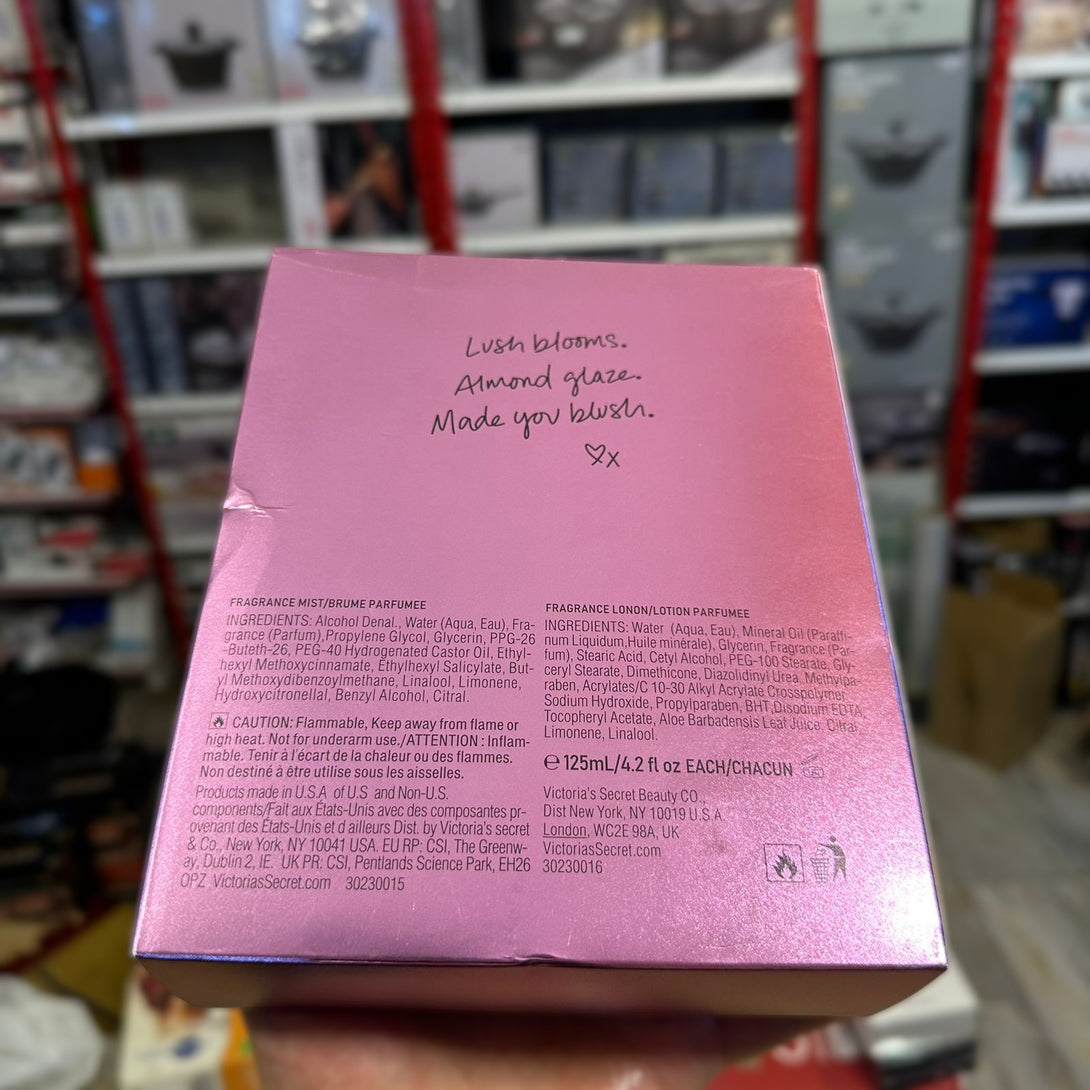 Lush blooms.
Almond glaze.
Made you blush.
♡x
FRAGRANCE MIST/BRUME PARFUMEE
INGREDIENTS: Alcohol Denal., Water (Aqua, Eau), Fra-
grance (Parfum),Propylene Glycol, Glycerin, PPG-26
-Buteth-26, PEG-40 Hydrogenated Castor Oil, Ethyl-
hexyl Methoxycinnamate, Ethylhexyl Salicylate, But-
yl Methoxydibenzoylmethane, Linalool, Limonene,
Hydroxycitronellal, Benzyl Alcohol, Citral.
CAUTION: Flammable, Keep away from flame or
high heat. Not for underarm use./ATTENTION : Inflam-
mable. Tenir à l'écart de la chaleur ou des flammes.
Non destiné à être utilise sous les aisselles.
Products made in U.S.A of U.S. and Non-U.S.
components/Fait aux États-Unis avec des composantes pr-
ovenant des États-Unis et d ailleurs Dist. by Victoria's secret
& Co., New York, NY 10041 USA. EU RP: CSI, The Greenw-
ay, Dublin 2, IE. UK PR: CSI, Pentlands Science Park, EH26
OPZ VictoriasSecret.com 30230015
FRAGRANCE LONON/LOTION PARFUMEE
INGREDIENTS: Water (Aqua, Eau), Mineral Oil (Paraffi-
num Liquidum,Huile minérale), Glycerin, Fragrance (Par-
fum), Stearic Acid, Cetyl Alcohol, PEG-100 Stearate, Gly-
ceryl Stearate, Dimethicone, Diazolidinyl Urea, Methylpa-
raben, Acrylates/C 10-30 Alkyl Acrylate Crosspolymer
Sodium Hydroxide, Propylparaben, BHT,Disodium EDTA,
Tocopheryl Acetate, Aloe Barbadensis Leaf Juice. Citral,
Limonene, Linalool.
℮ 125mL/4.2 fl oz EACH/CHACUN
Victoria's Secret Beauty CO.,
Dist New York, NY 10019 U.S.A.
London, WC2E 98A, UK
VictoriasSecret.com
30230016